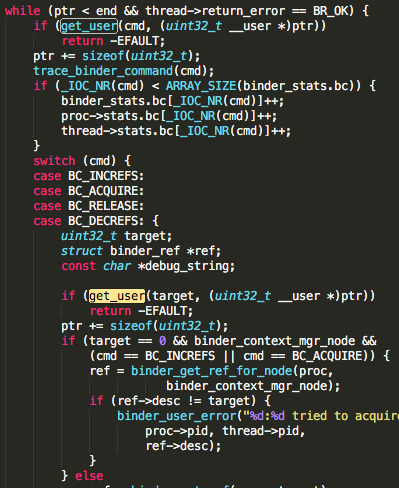 while (ptr < end && thread->return_error == BR_OK) {
if (get_user(cmd, (uint32_t __user *)ptr))
return -EFAULT;
ptr += sizeof(uint32_t);
trace_binder_command(cmd);
if (_IOC_NR(cmd) < ARRAY_SIZE(binder_stats.bc)) {
binder_stats.bc[_IOC_NR(cmd)]++;
proc->stats.bc[_IOC_NR(cmd)]++;
thread->stats.bc[_IOC_NR(cmd)]++;
}
switch (cmd) {
case BC_INCREFS:
case BC_ACQUIRE:
case BC_RELEASE:
case BC_DECREFS: {
uint32_t target;
struct binder_ref *ref;
const char *debug_string;
if (get_user(target, (uint32_t __user *)ptr))
return -EFAULT;
ptr += sizeof(uint32_t);
if (target == 0 && binder_context_mgr_node &&
(cmd == BC_INCREFS || cmd == BC_ACQUIRE)) {
ref = binder_get_ref_for_node(proc,
binder_context_mgr_node);
if (ref->desc != target) {
binder_user_error("%d:%d tried to acquire
proc->pid, thread->pid,
ref->desc);
}
} else